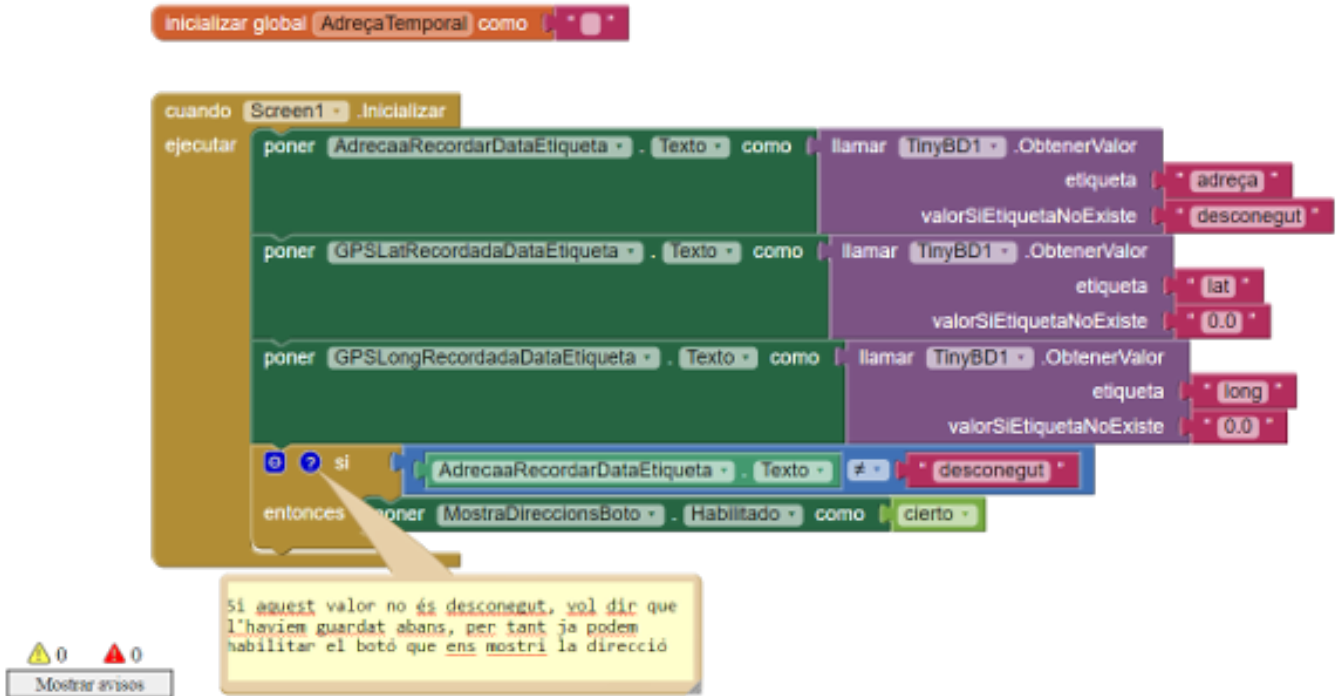 inicializar global AdreçaTemporal como " "
cuando Screen1 .Inicializar
ejecutar poner AdrecaaRecordarDataEtiqueta . Texto como llamar TinyBD1 .ObtenerValor
etiqueta " adreça "
valorSiEtiquetaNoExiste " desconegut "
poner GPSLatRecordadaDataEtiqueta . Texto como llamar TinyBD1 .ObtenerValor
etiqueta " lat "
valorSiEtiquetaNoExiste " 0.0 "
poner GPSLongRecordadaDataEtiqueta . Texto como llamar TinyBD1 .ObtenerValor
etiqueta " long "
valorSiEtiquetaNoExiste " 0.0 "
? si AdrecaaRecordarDataEtiqueta . Texto ≠ " desconegut "
entonces poner MostraDireccionsBoto . Habilitado como cierto
Si aquest valor no és desconegut, vol dir que
l'haviem guardat abans, per tant ja podem
habilitar el botó que ens mostri la direcció
0 0
Mostrar avisos